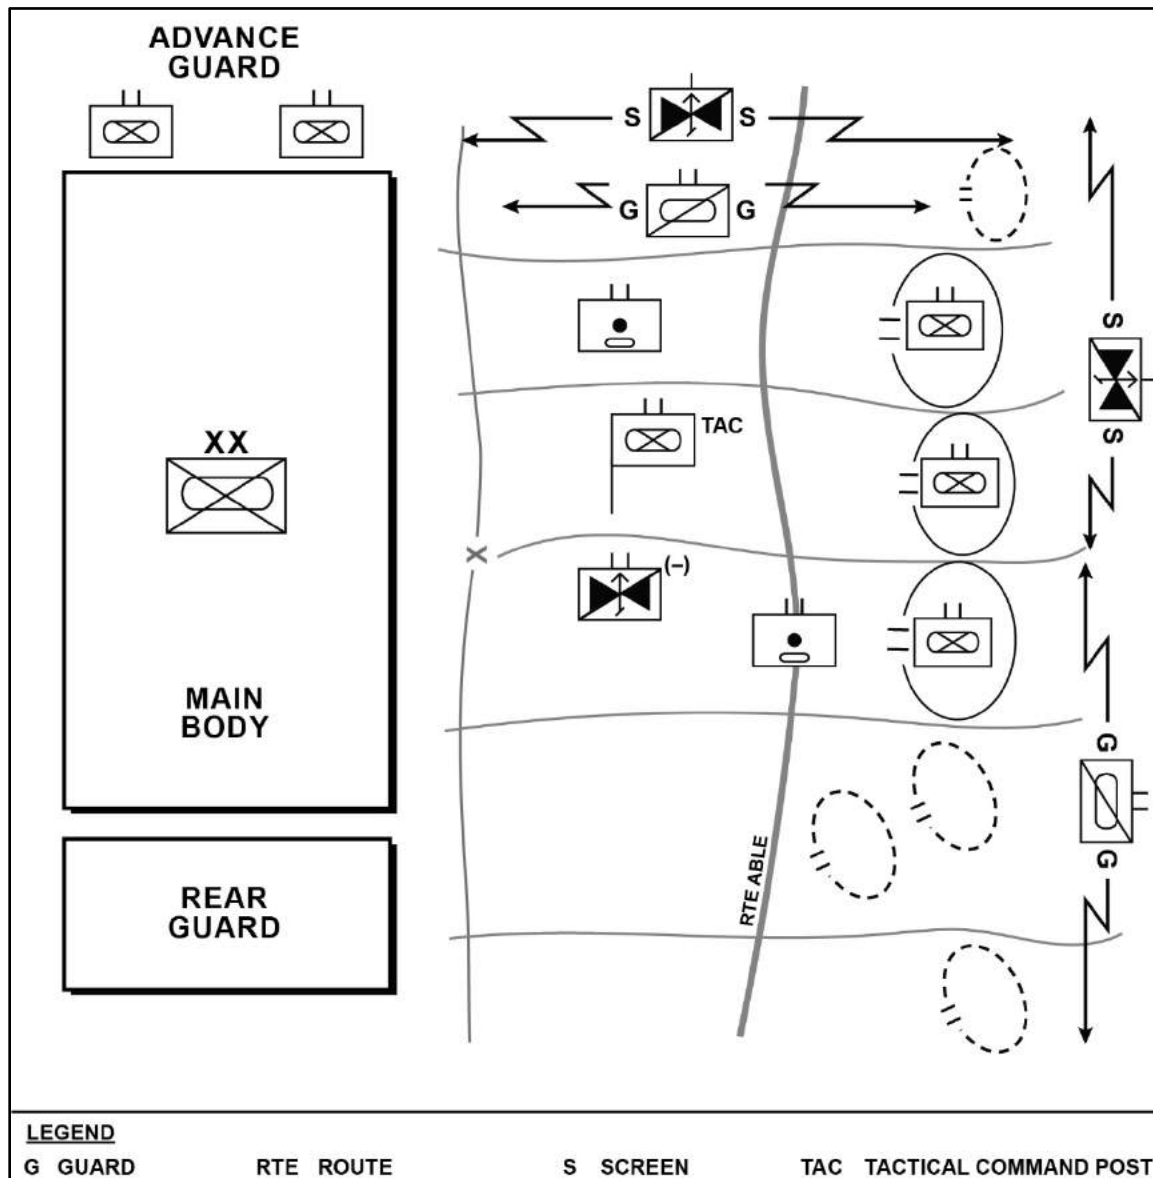 ADVANCE
GUARD
S S
G G
XX
TAC
X
(–)
S
S
MAIN
BODY
G
G
RTE ABLE
REAR
GUARD
LEGEND
G GUARD RTE ROUTE S SCREEN TAC TACTICAL COMMAND POST